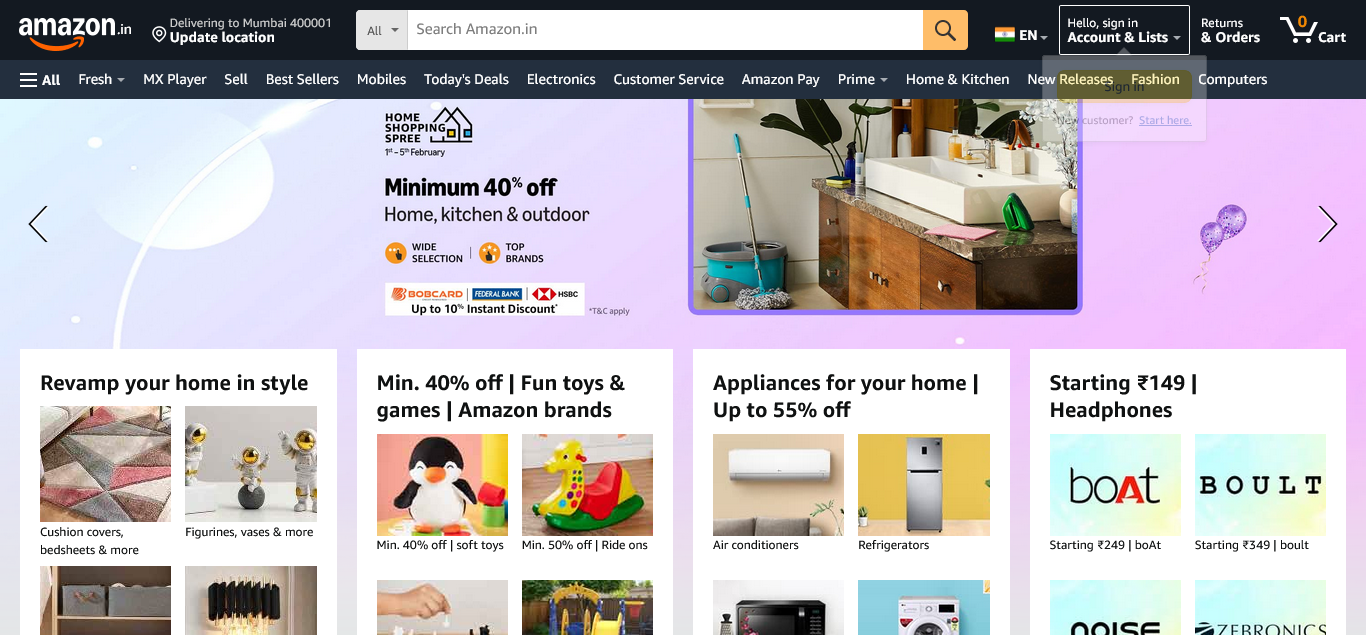 amazon.in
Delivering to Mumbai 400001
Update location
All
Search Amazon.in
EN
Hello, sign in
Account & Lists
Returns
& Orders
0
Cart
All
Fresh
MX Player
Sell
Best Sellers
Mobiles
Today's Deals
Electronics
Customer Service
Amazon Pay
Prime
Home & Kitchen
New Releases
Fashion
Computers
Sign in
New customer? Start here.
HOME
SHOPPING
SPREE
1st - 5th February
Minimum 40% off
Home, kitchen & outdoor
WIDE
SELECTION
TOP
BRANDS
BOBCARD
FEDERAL BANK
HSBC
Up to 10% Instant Discount*
*T&C apply
Revamp your home in style
Cushion covers,
bedsheets & more
Figurines, vases & more
Min. 40% off | Fun toys &
games | Amazon brands
Min. 40% off | soft toys
Min. 50% off | Ride ons
Appliances for your home |
Up to 55% off
Air conditioners
Refrigerators
Starting ₹149 |
Headphones
boAt
BOULT
Starting ₹249 | boAt
Starting ₹349 | boult
noise
ZEBRONICS